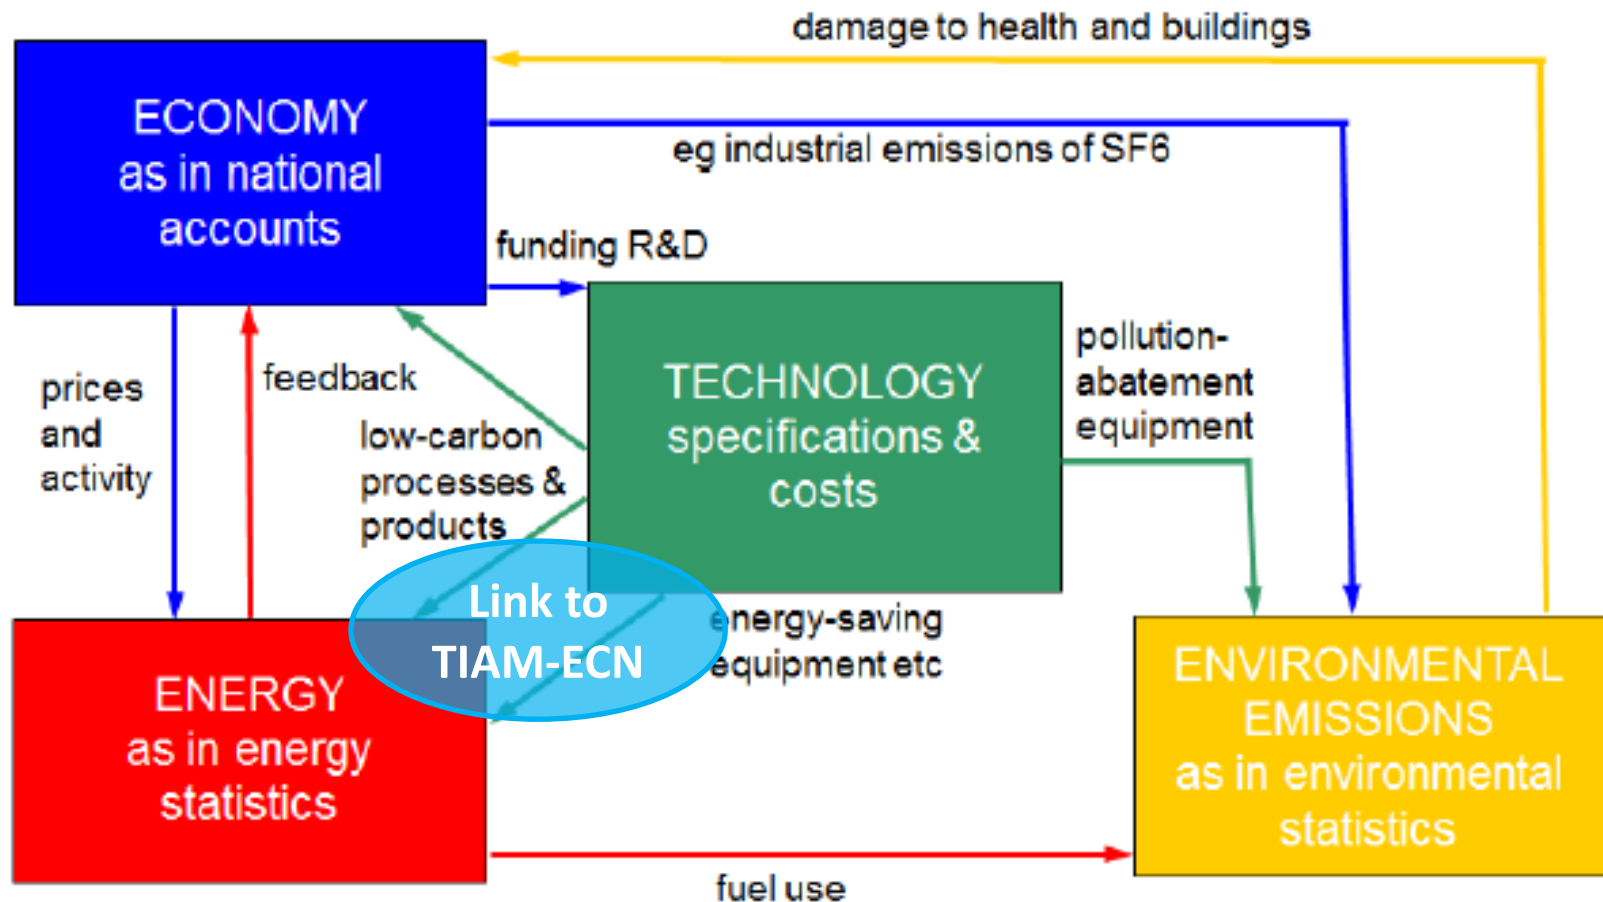 damage to health and buildings
ECONOMY
as in national
accounts
eg industrial emissions of SF6
funding R&D
prices
and
activity
feedback
low-carbon
processes &
products
TECHNOLOGY
specifications &
costs
pollution-
abatement
equipment
Link to
TIAM-ECN
energy-saving
equipment etc
ENERGY
as in energy
statistics
ENVIRONMENTAL
EMISSIONS
as in environmental
statistics
fuel use